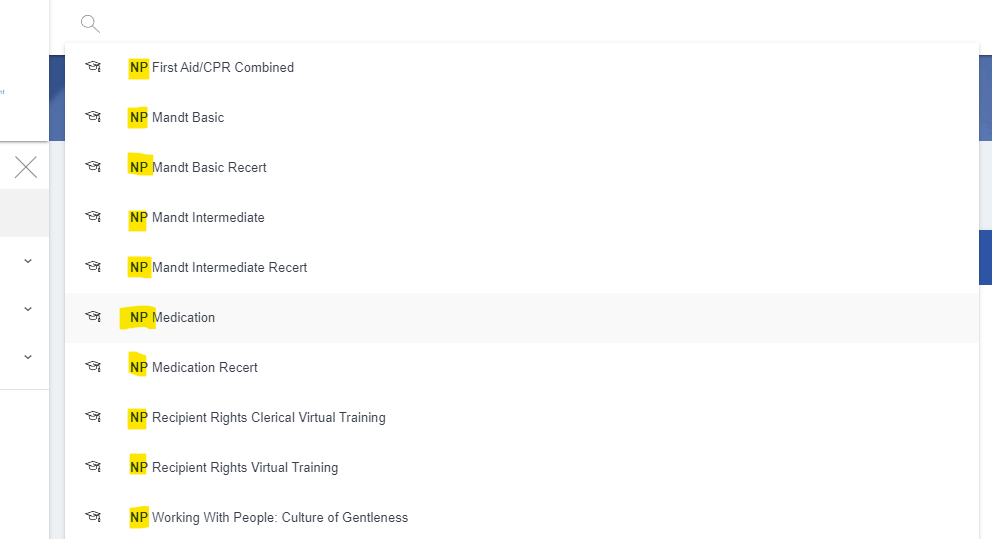 NP First Aid/CPR Combined
NP Mandt Basic
NP Mandt Basic Recert
NP Mandt Intermediate
NP Mandt Intermediate Recert
NP Medication
NP Medication Recert
NP Recipient Rights Clerical Virtual Training
NP Recipient Rights Virtual Training
NP Working With People: Culture of Gentleness